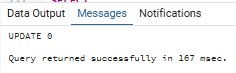 Data Output Messages Notifications
UPDATE 0
Query returned successfully in 167 msec.